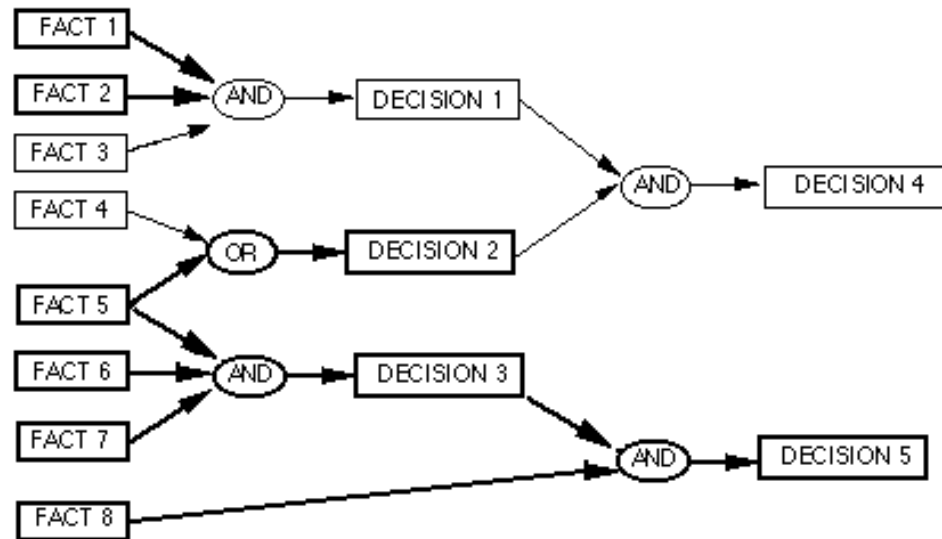 FACT 1
FACT 2
AND
DECISION 1
FACT 3
AND
DECISION 4
FACT 4
OR
DECISION 2
FACT 5
FACT 6
AND
DECISION 3
FACT 7
AND
DECISION 5
FACT 8